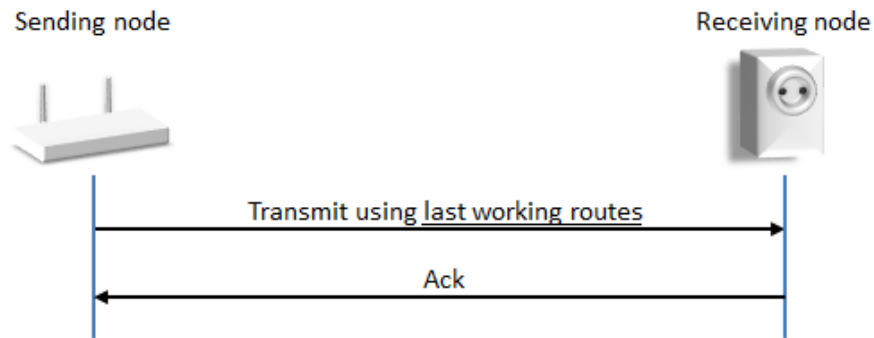 Sending node
Receiving node
Transmit using last working routes
Ack